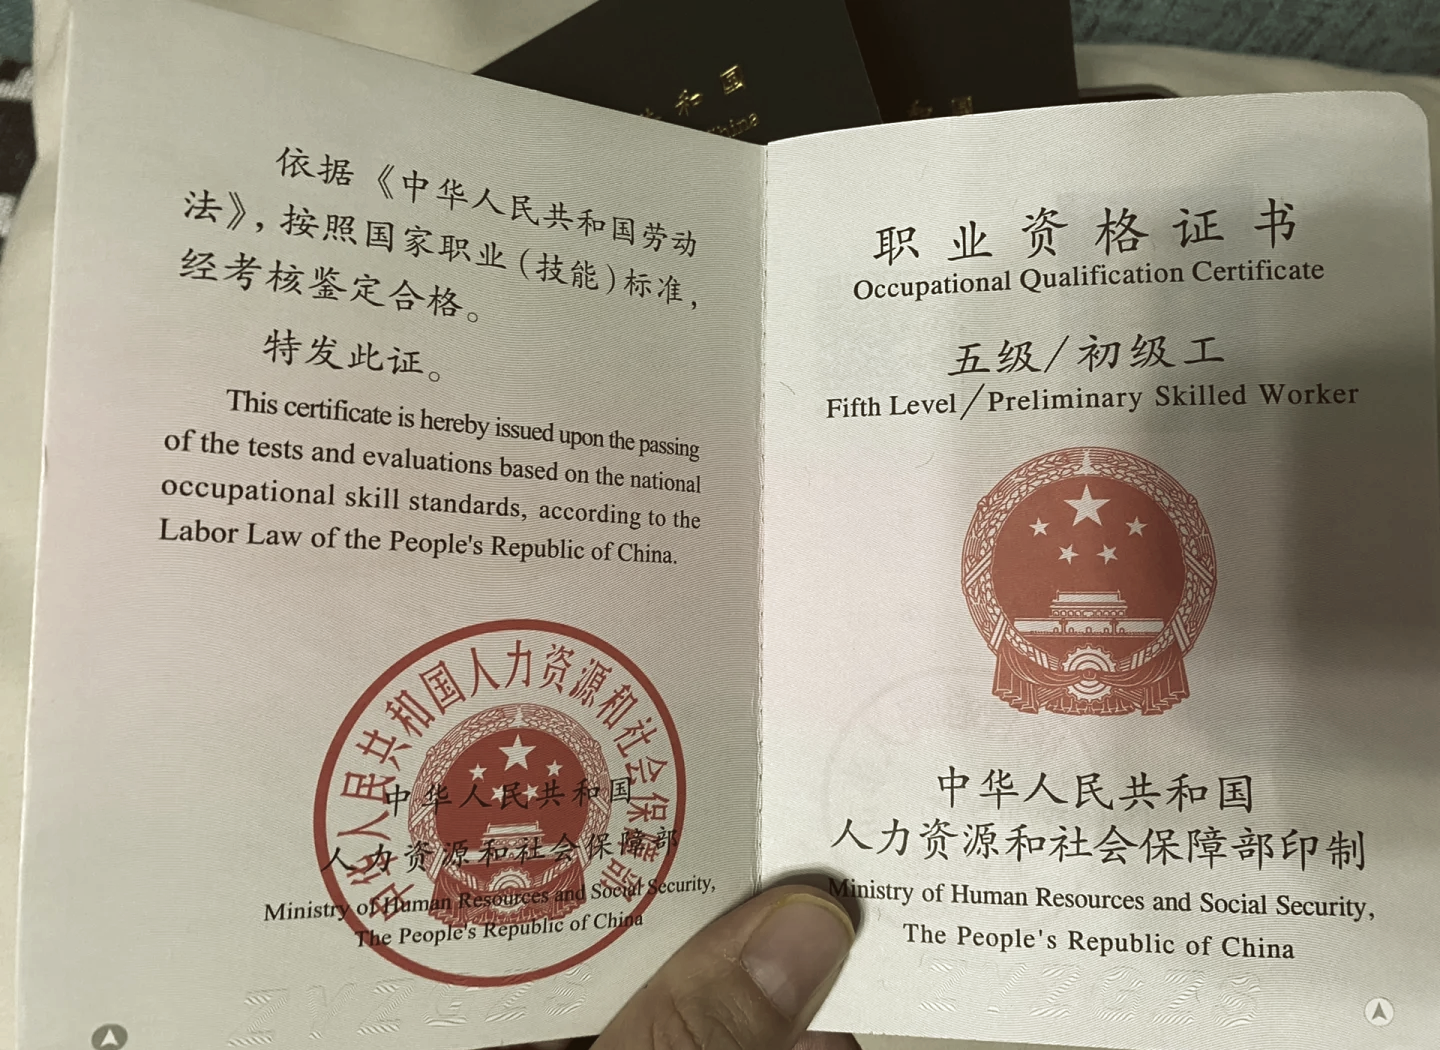 和国
China
和国
依据《中华人民共和国劳动
法》，按照国家职业（技能）标准，
经考核鉴定合格。
特发此证。
This certificate is hereby issued upon the passing
of the tests and evaluations based on the national
occupational skill standards, according to the
Labor Law of the People's Republic of China.
中华人民共和国人力资源和社会保障部
中华人民共和国
人力资源和社会保障部
Ministry of Human Resources and Social Security,
The People's Republic of China
ZYZGZS
职业资格证书
Occupational Qualification Certificate
五级/初级工
Fifth Level/Preliminary Skilled Worker
中华人民共和国
人力资源和社会保障部印制
Ministry of Human Resources and Social Security,
The People's Republic of China
ZYZGZS